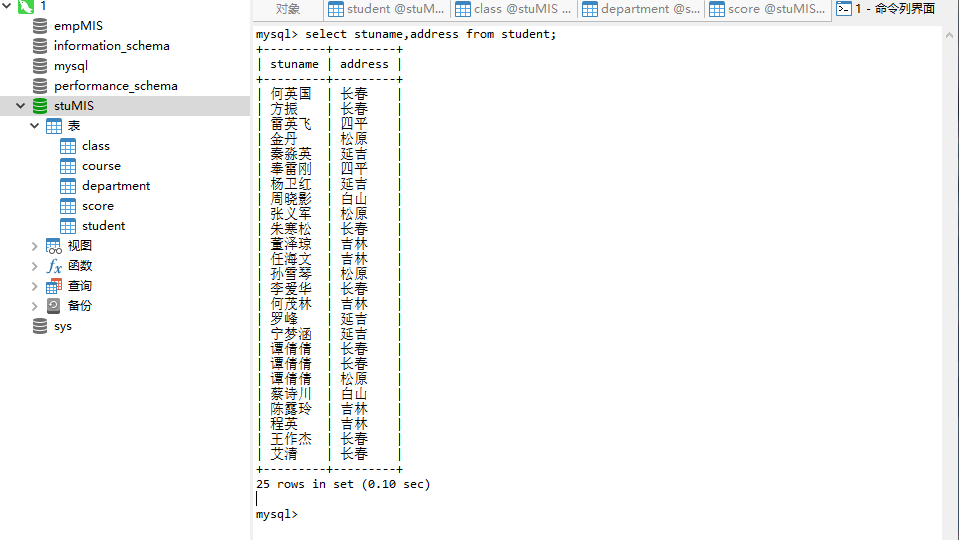 1
empMIS
information_schema
mysql
performance_schema
stuMIS
表
class
course
department
score
student
视图
函数
查询
备份
sys
对象
student @stuM...
class @stuMIS ...
department @s...
score @stuMIS...
1 - 命令列界面
mysql> select stuname,address from student;
+---------+---------+
| stuname | address |
+---------+---------+
| 何英国 | 长春 |
| 方振 | 长春 |
| 雷英飞 | 四平 |
| 金丹 | 松原 |
| 秦淼英 | 延吉 |
| 奉雷刚 | 四平 |
| 杨卫红 | 延吉 |
| 周晓影 | 白山 |
| 张义军 | 松原 |
| 朱寒松 | 长春 |
| 董泽琼 | 吉林 |
| 任海文 | 吉林 |
| 孙雪琴 | 松原 |
| 李爱华 | 长春 |
| 何茂林 | 吉林 |
| 罗峰 | 延吉 |
| 宁梦涵 | 延吉 |
| 谭倩倩 | 长春 |
| 谭倩倩 | 长春 |
| 谭倩倩 | 松原 |
| 蔡诗川 | 白山 |
| 陈露玲 | 吉林 |
| 程英 | 吉林 |
| 王作杰 | 长春 |
| 艾清 | 长春 |
+---------+---------+
25 rows in set (0.10 sec)
mysql>